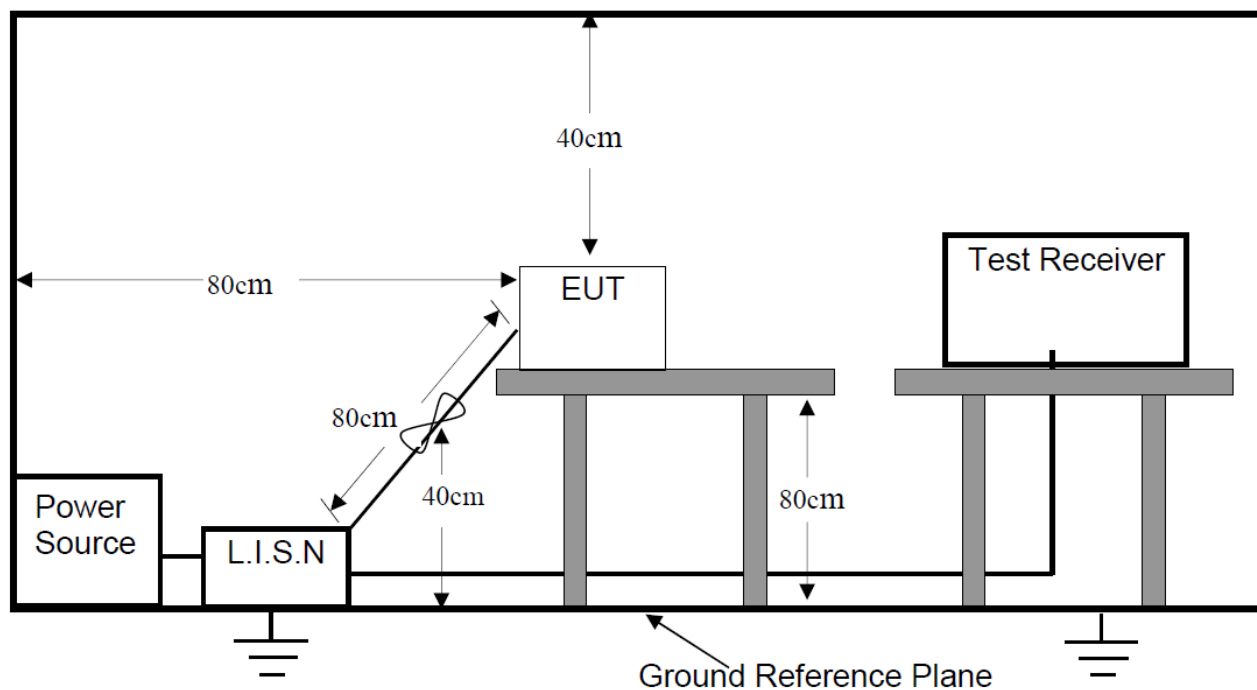 40cm
80cm
EUT
Test Receiver
80cm
40cm
80cm
Power
Source
L.I.S.N
Ground Reference Plane